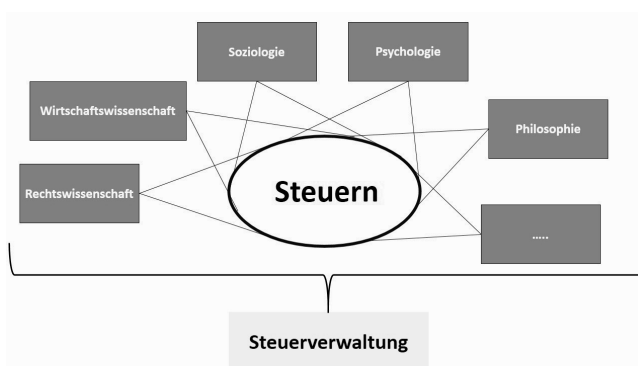 Soziologie
Psychologie
Wirtschaftswissenschaft
Philosophie
Steuern
Rechtswissenschaft
.....
Steuerverwaltung